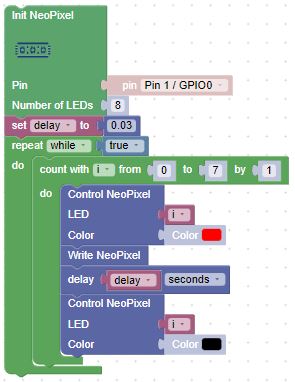 Init NeoPixel
Pin pin Pin 1 / GPIO0
Number of LEDs 8
set delay to 0.03
repeat while true
do count with i from 0 to 7 by 1
do Control NeoPixel
LED i
Color Color
Write NeoPixel
delay delay seconds
Control NeoPixel
LED i
Color Color